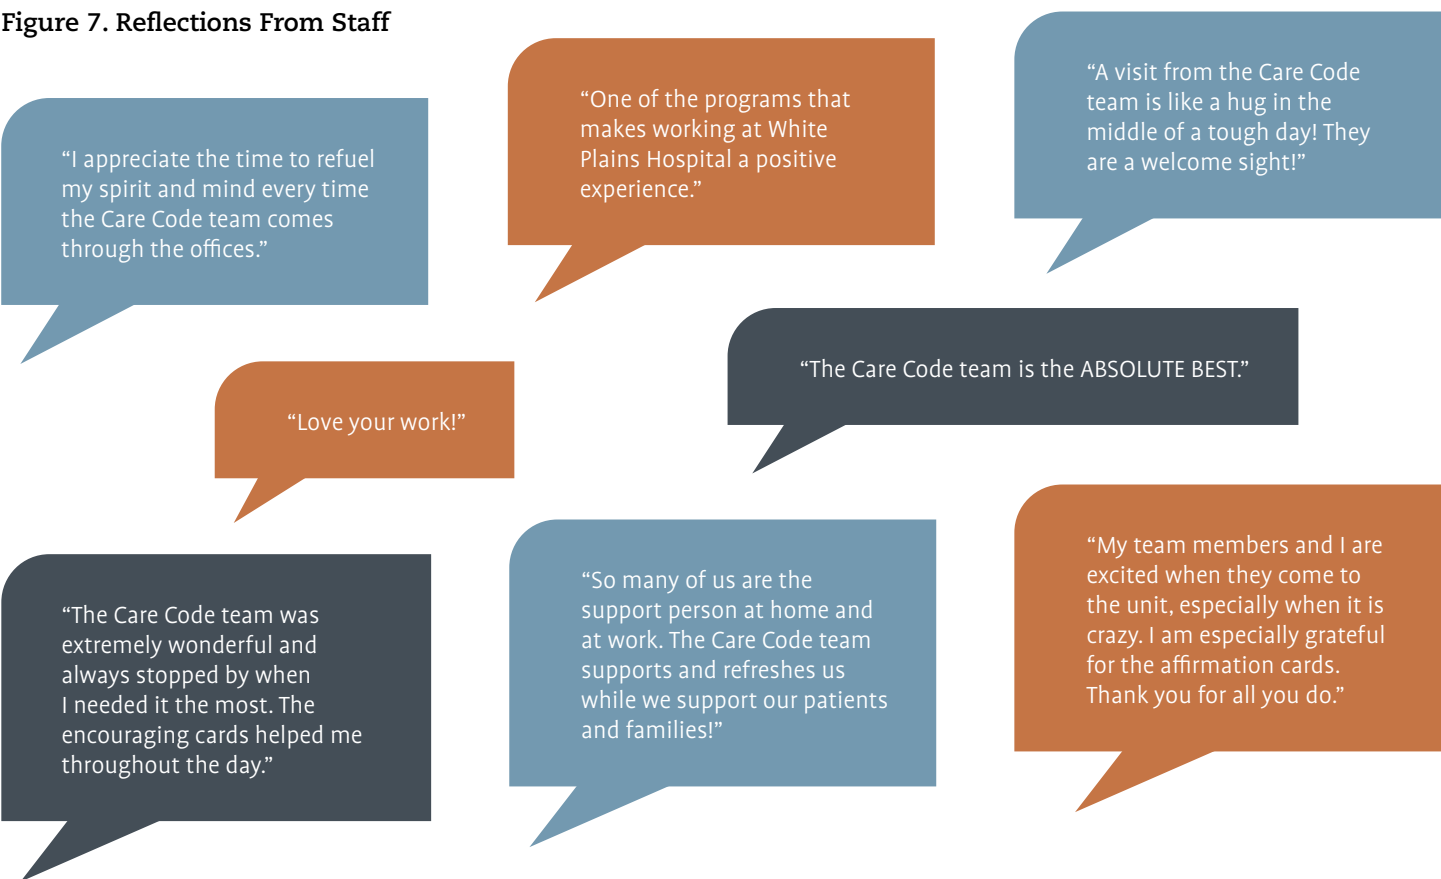 Figure 7. Reflections From Staff
“I appreciate the time to refuel
my spirit and mind every time
the Care Code team comes
through the offices.”
“One of the programs that
makes working at White
Plains Hospital a positive
experience.”
“A visit from the Care Code
team is like a hug in the
middle of a tough day! They
are a welcome sight!”
“Love your work!”
“The Care Code team is the ABSOLUTE BEST.”
“The Care Code team was
extremely wonderful and
always stopped by when
I needed it the most. The
encouraging cards helped me
throughout the day.”
“So many of us are the
support person at home and
at work. The Care Code team
supports and refreshes us
while we support our patients
and families!”
“My team members and I are
excited when they come to
the unit, especially when it is
crazy. I am especially grateful
for the affirmation cards.
Thank you for all you do.”